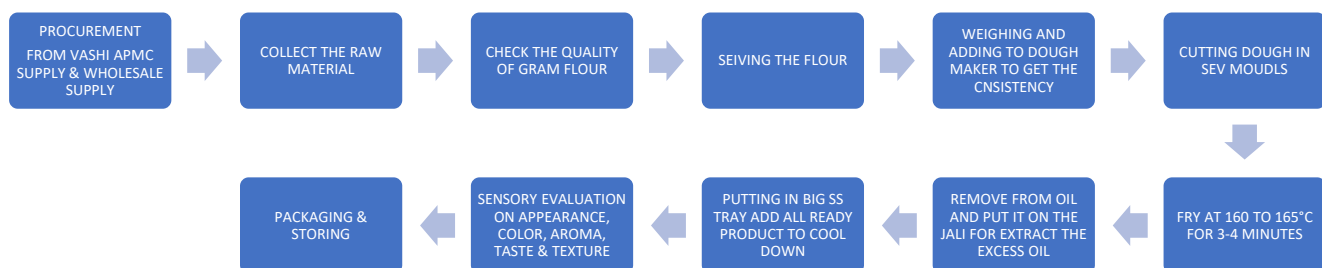 PROCUREMENT
FROM VASHI APMC
SUPPLY & WHOLESALE
SUPPLY
COLLECT THE RAW
MATERIAL
CHECK THE QUALITY
OF GRAM FLOUR
SEIVING THE FLOUR
WEIGHING AND
ADDING TO DOUGH
MAKER TO GET THE
CNSISTENCY
CUTTING DOUGH IN
SEV MOUDLS
FRY AT 160 TO 165°C
FOR 3-4 MINUTES
REMOVE FROM OIL
AND PUT IT ON THE
JALI FOR EXTRACT THE
EXCESS OIL
PUTTING IN BIG SS
TRAY ADD ALL READY
PRODUCT TO COOL
DOWN
SENSORY EVALUATION
ON APPEARANCE,
COLOR, AROMA,
TASTE & TEXTURE
PACKAGING &
STORING